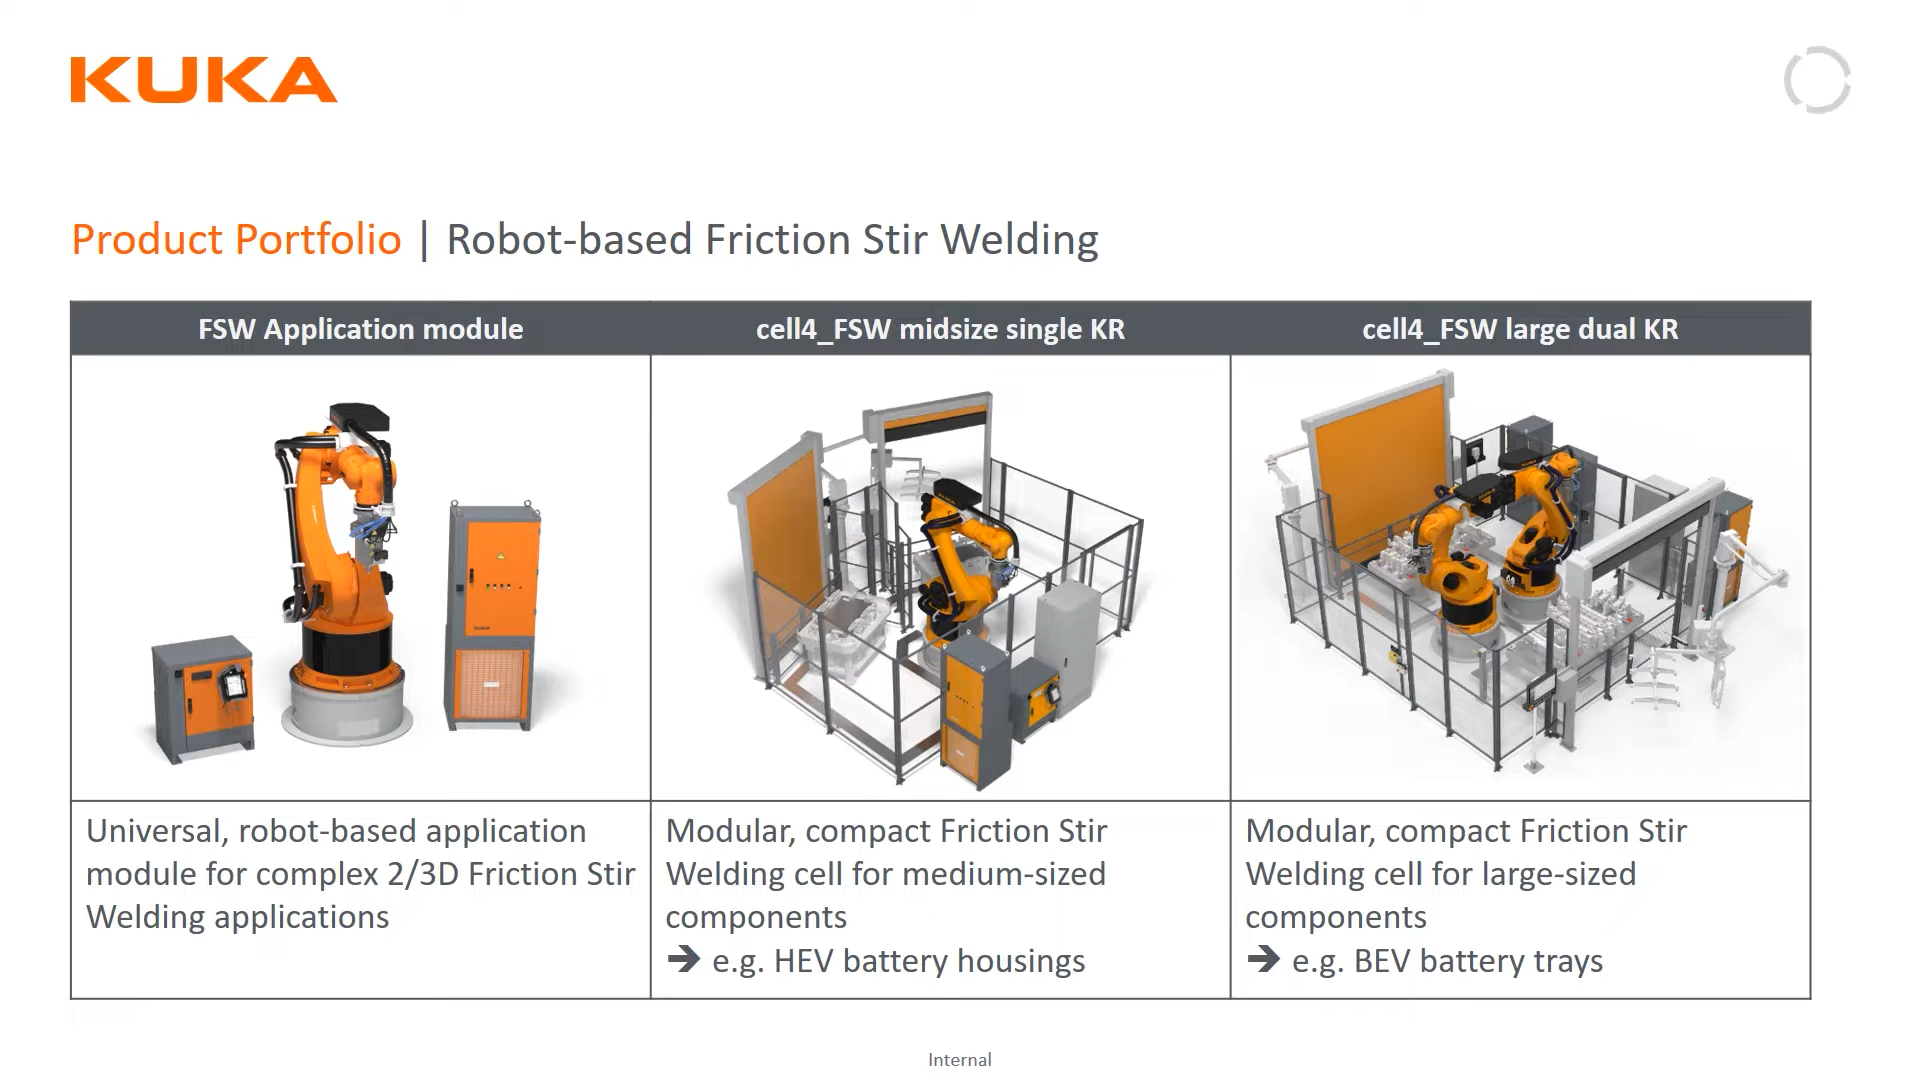 KUKA
Product Portfolio | Robot-based Friction Stir Welding
FSW Application module
cell4_FSW midsize single KR
cell4_FSW large dual KR
Universal, robot-based application
module for complex 2/3D Friction Stir
Welding applications
Modular, compact Friction Stir
Welding cell for medium-sized
components
➔ e.g. HEV battery housings
Modular, compact Friction Stir
Welding cell for large-sized
components
➔ e.g. BEV battery trays
Internal